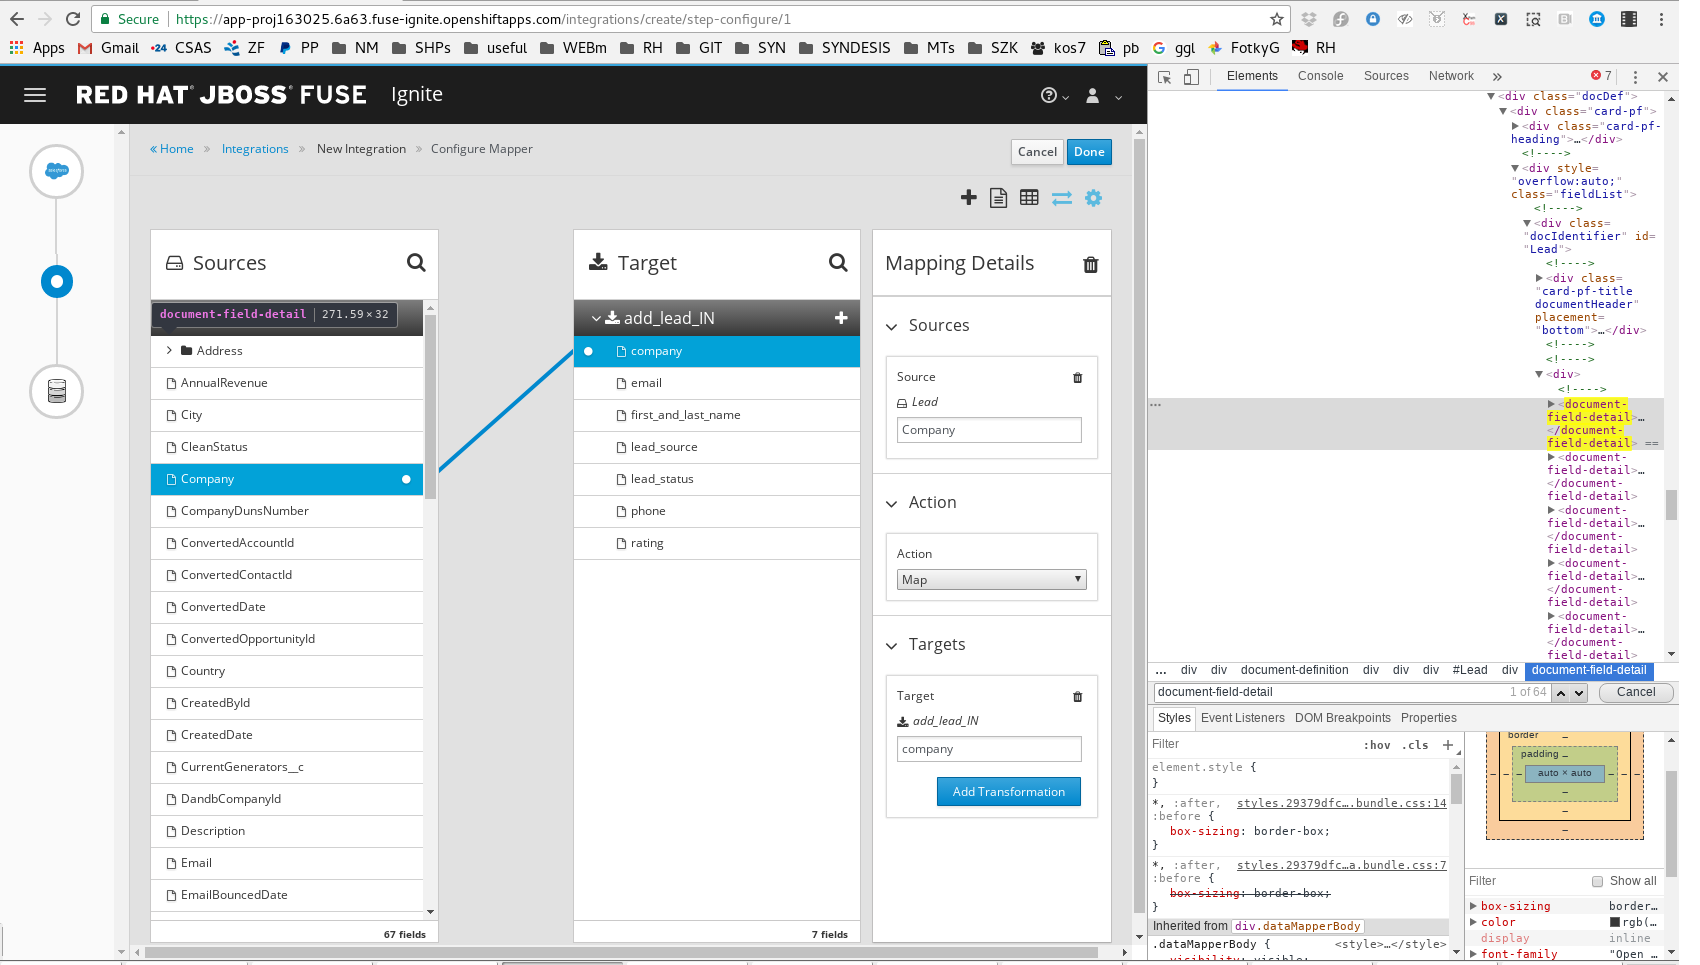 Secure https://app-proj163025.6a63.fuse-ignite.openshiftapps.com/integrations/create/step-configure/1
Apps Gmail CSAS ZF PP NM SHPs useful WEBm RH GIT SYN SYNDESIS MTs SZK kos7 pb ggl FotkyG RH
RED HAT JBOSS FUSE Ignite
Home » Integrations » New Integration » Configure Mapper
Cancel Done
Sources
document-field-detail 271.59 × 32
Address
AnnualRevenue
City
CleanStatus
Company
CompanyDunsNumber
ConvertedAccountId
ConvertedContactId
ConvertedDate
ConvertedOpportunityId
Country
CreatedById
CreatedDate
CurrentGenerators__c
DandbCompanyId
Description
Email
EmailBouncedDate
67 fields
Target
add_lead_IN
company
email
first_and_last_name
lead_source
lead_status
phone
rating
7 fields
Mapping Details
Sources
Source
Lead
Company
Action
Action
Map
Targets
Target
add_lead_IN
company
Add Transformation
Elements Console Sources Network » 7
<div class="docDef">
<div class="card-pf">
<div class="card-pf-
heading">…</div>
<!---->
<div style=
"overflow:auto;"
class="fieldList">
<!---->
<div class=
"docIdentifier" id=
"Lead">
<!---->
<div class=
"card-pf-title
documentHeader"
placement=
"bottom">…</div>
<!---->
<!---->
<div>
<!---->
<document-
field-detail>…
</document-
field-detail> ==
<document-
field-detail>…
</document-
field-detail>
<document-
field-detail>…
</document-
field-detail>
<document-
field-detail>…
</document-
field-detail>
<document-
field-detail>…
</document-
field-detail>
... div div document-definition div div div #Lead div document-field-detail
document-field-detail 1 of 64 Cancel
Styles Event Listeners DOM Breakpoints Properties
Filter :hov .cls +
element.style {
}
*, :after, styles.29379dfc….bundle.css:14
:before {
box-sizing: border-box;
}
*, :after, styles.29379dfc…a.bundle.css:7
:before {
box-sizing: border-box;
}
Inherited from div.dataMapperBody
.dataMapperBody { <style>…</style>
visibility: visible;
border –
padding –
auto × auto
Filter Show all
box-sizing border…
color rgb(…
display inline
font-family "Open …